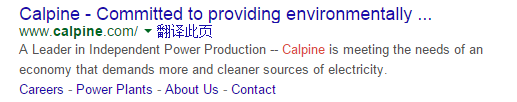 Calpine - Committed to providing environmentally ...
www.calpine.com/ 翻译此页
A Leader in Independent Power Production -- Calpine is meeting the needs of an
economy that demands more and cleaner sources of electricity.
Careers - Power Plants - About Us - Contact